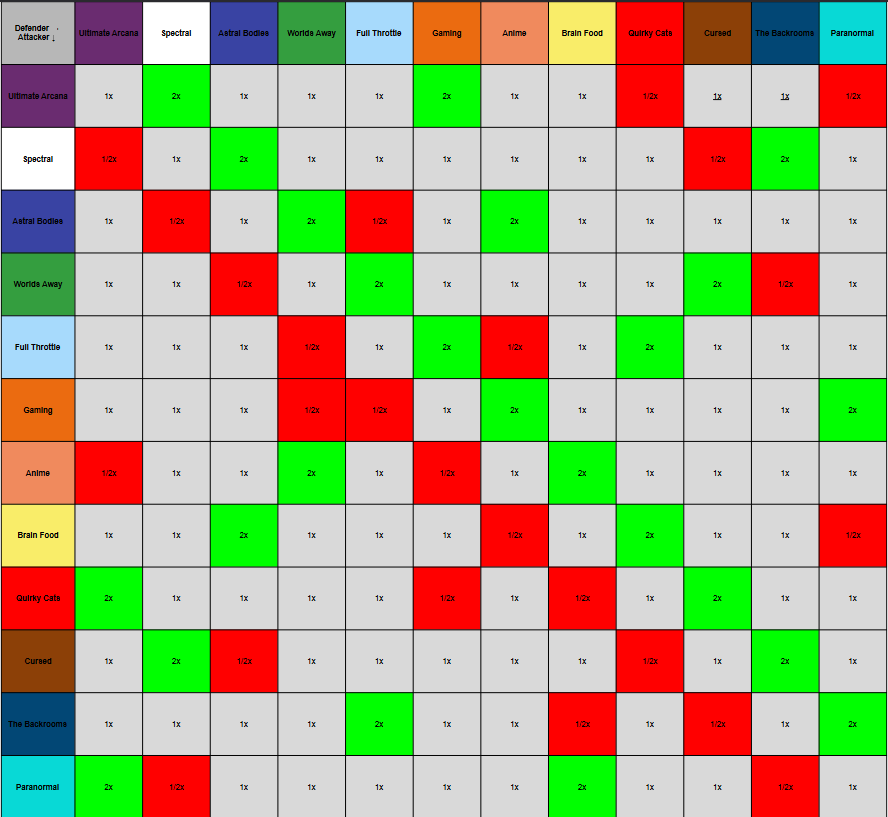 Defender → Ultimate Arcana Spectral Astral Bodies Worlds Away Full Throttle Gaming Anime Brain Food Quirky Cats Cursed The Backrooms Paranormal
Attacker ↓
Ultimate Arcana 1x 2x 1x 1x 1x 2x 1x 1x 1/2x 1x 1x 1/2x
Spectral 1/2x 1x 2x 1x 1x 1x 1x 1x 1x 1/2x 2x 1x
Astral Bodies 1x 1/2x 1x 2x 1/2x 1x 2x 1x 1x 1x 1x 1x
Worlds Away 1x 1x 1/2x 1x 2x 1x 1x 1x 1x 2x 1/2x 1x
Full Throttle 1x 1x 1x 1/2x 1x 2x 1/2x 1x 2x 1x 1x 1x
Gaming 1x 1x 1x 1/2x 1/2x 1x 2x 1x 1x 1x 1x 2x
Anime 1/2x 1x 1x 2x 1x 1/2x 1x 2x 1x 1x 1x 1x
Brain Food 1x 1x 2x 1x 1x 1x 1/2x 1x 2x 1x 1x 1/2x
Quirky Cats 2x 1x 1x 1x 1x 1/2x 1x 1/2x 1x 2x 1x 1x
Cursed 1x 2x 1/2x 1x 1x 1x 1x 1x 1/2x 1x 2x 1x
The Backrooms 1x 1x 1x 1x 2x 1x 1x 1/2x 1x 1/2x 1x 2x
Paranormal 2x 1/2x 1x 1x 1x 1x 1x 2x 1x 1x 1/2x 1x